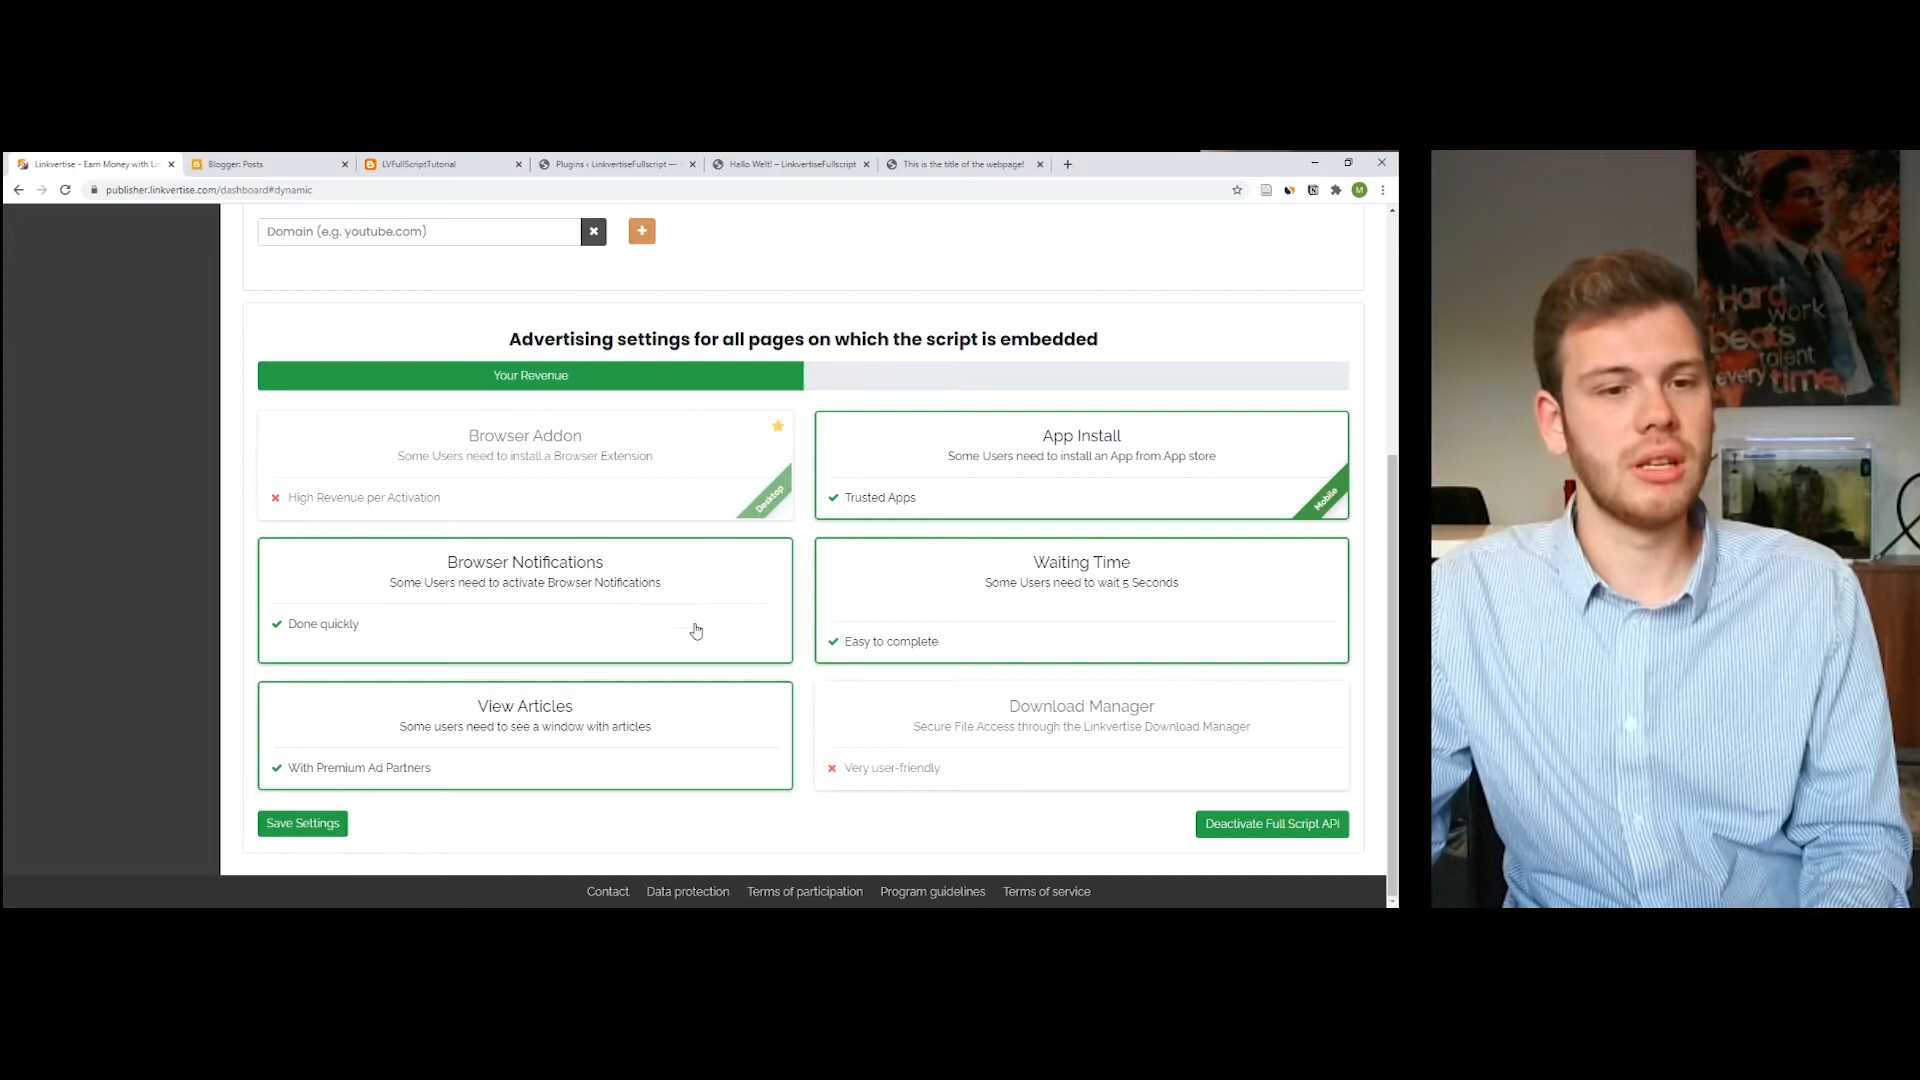 Linkvertise - Earn Money with Li
Blogger: Posts
LVFullScriptTutorial
Plugins ‹ LinkvertiseFullscript —
Hallo Welt! – LinkvertiseFullscript
This is the title of the webpage!
publisher.linkvertise.com/dashboard#dynamic
M
Domain (e.g. youtube.com)
Advertising settings for all pages on which the script is embedded
Your Revenue
Browser Addon
Some Users need to install a Browser Extension
High Revenue per Activation
Desktop
App Install
Some Users need to install an App from App store
Trusted Apps
Mobile
Browser Notifications
Some Users need to activate Browser Notifications
Done quickly
Waiting Time
Some Users need to wait 5 Seconds
Easy to complete
View Articles
Some users need to see a window with articles
With Premium Ad Partners
Download Manager
Secure File Access through the Linkvertise Download Manager
Very user-friendly
Save Settings
Deactivate Full Script API
Contact
Data protection
Terms of participation
Program guidelines
Terms of service
Hard
work
beats
talent
every time.